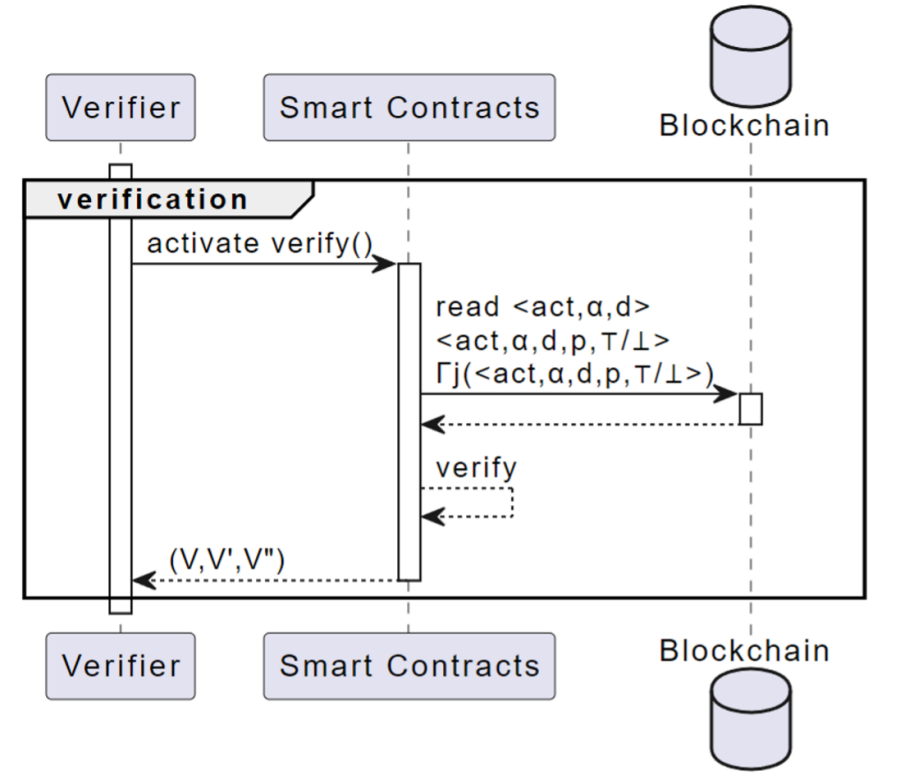 Verifier
Smart Contracts
Blockchain
verification
activate verify()
read <act,α,d>
<act,α,d,p,⊤/⊥>
Γj(<act,α,d,p,⊤/⊥>)
verify
(V,V',V")
Verifier
Smart Contracts
Blockchain